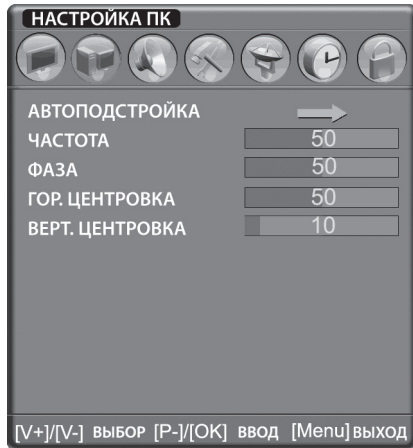 НАСТРОЙКА ПК
АВТОПОДСТРОЙКА
ЧАСТОТА 50
ФАЗА 50
ГОР. ЦЕНТРОВКА 50
ВЕРТ. ЦЕНТРОВКА 10
[V+]/[V-] ВЫБОР [P-]/[OK] ВВОД [Menu] ВЫХОД